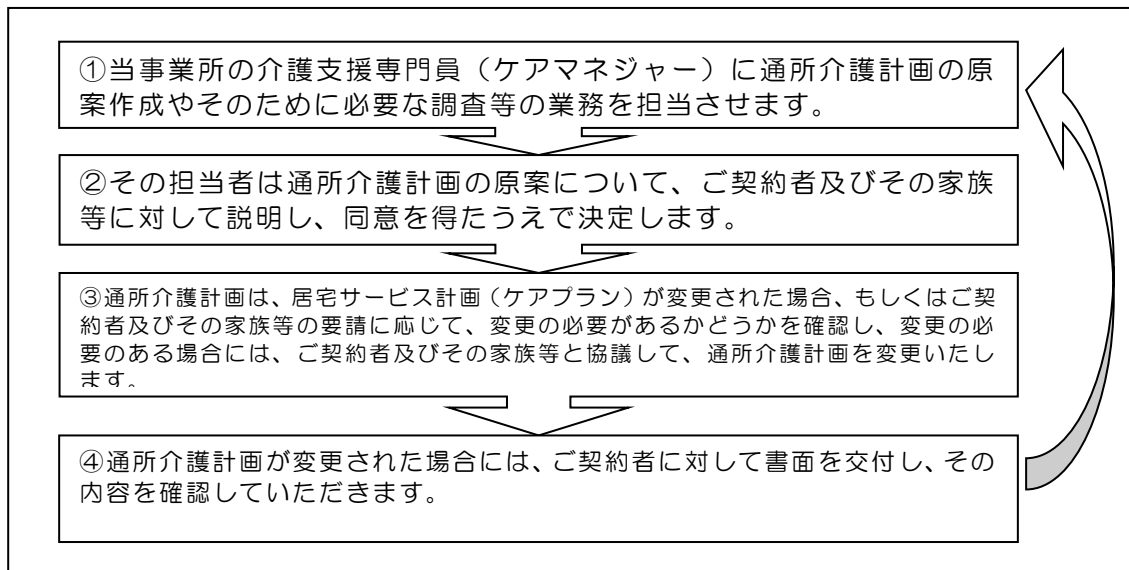 ①当事業所の介護支援専門員（ケアマネジャー）に通所介護計画の原
案作成やそのために必要な調査等の業務を担当させます。
②その担当者は通所介護計画の原案について、ご契約者及びその家族
等に対して説明し、同意を得たうえで決定します。
③通所介護計画は、居宅サービス計画（ケアプラン）が変更された場合、もしくはご契
約者及びその家族等の要請に応じて、変更の必要があるかどうかを確認し、変更の必
要のある場合には、ご契約者及びその家族等と協議して、通所介護計画を変更いたし
ます。
④通所介護計画が変更された場合には、ご契約者に対して書面を交付し、その
内容を確認していただきます。